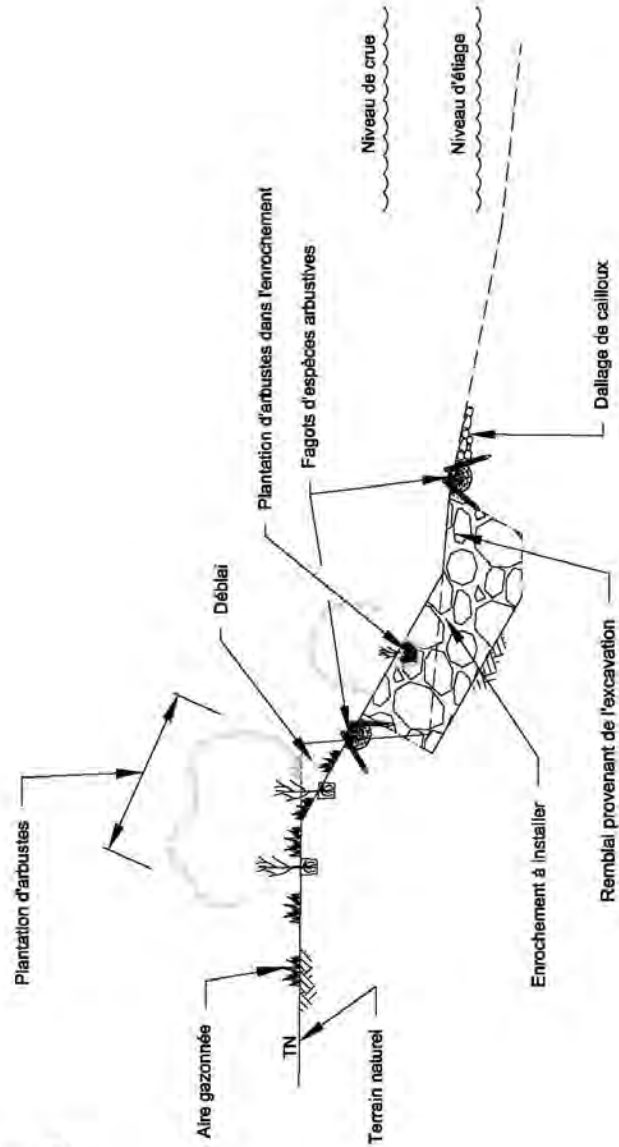 Plantation d'arbustes
Aire gazonnée
TN
Terrain naturel
Déblai
Plantation d'arbustes dans l'enrochement
Fagots d'espèces arbustives
Niveau de crue
Niveau d'étiage
Enrochement à installer
Remblai provenant de l'excavation
Dallage de cailloux